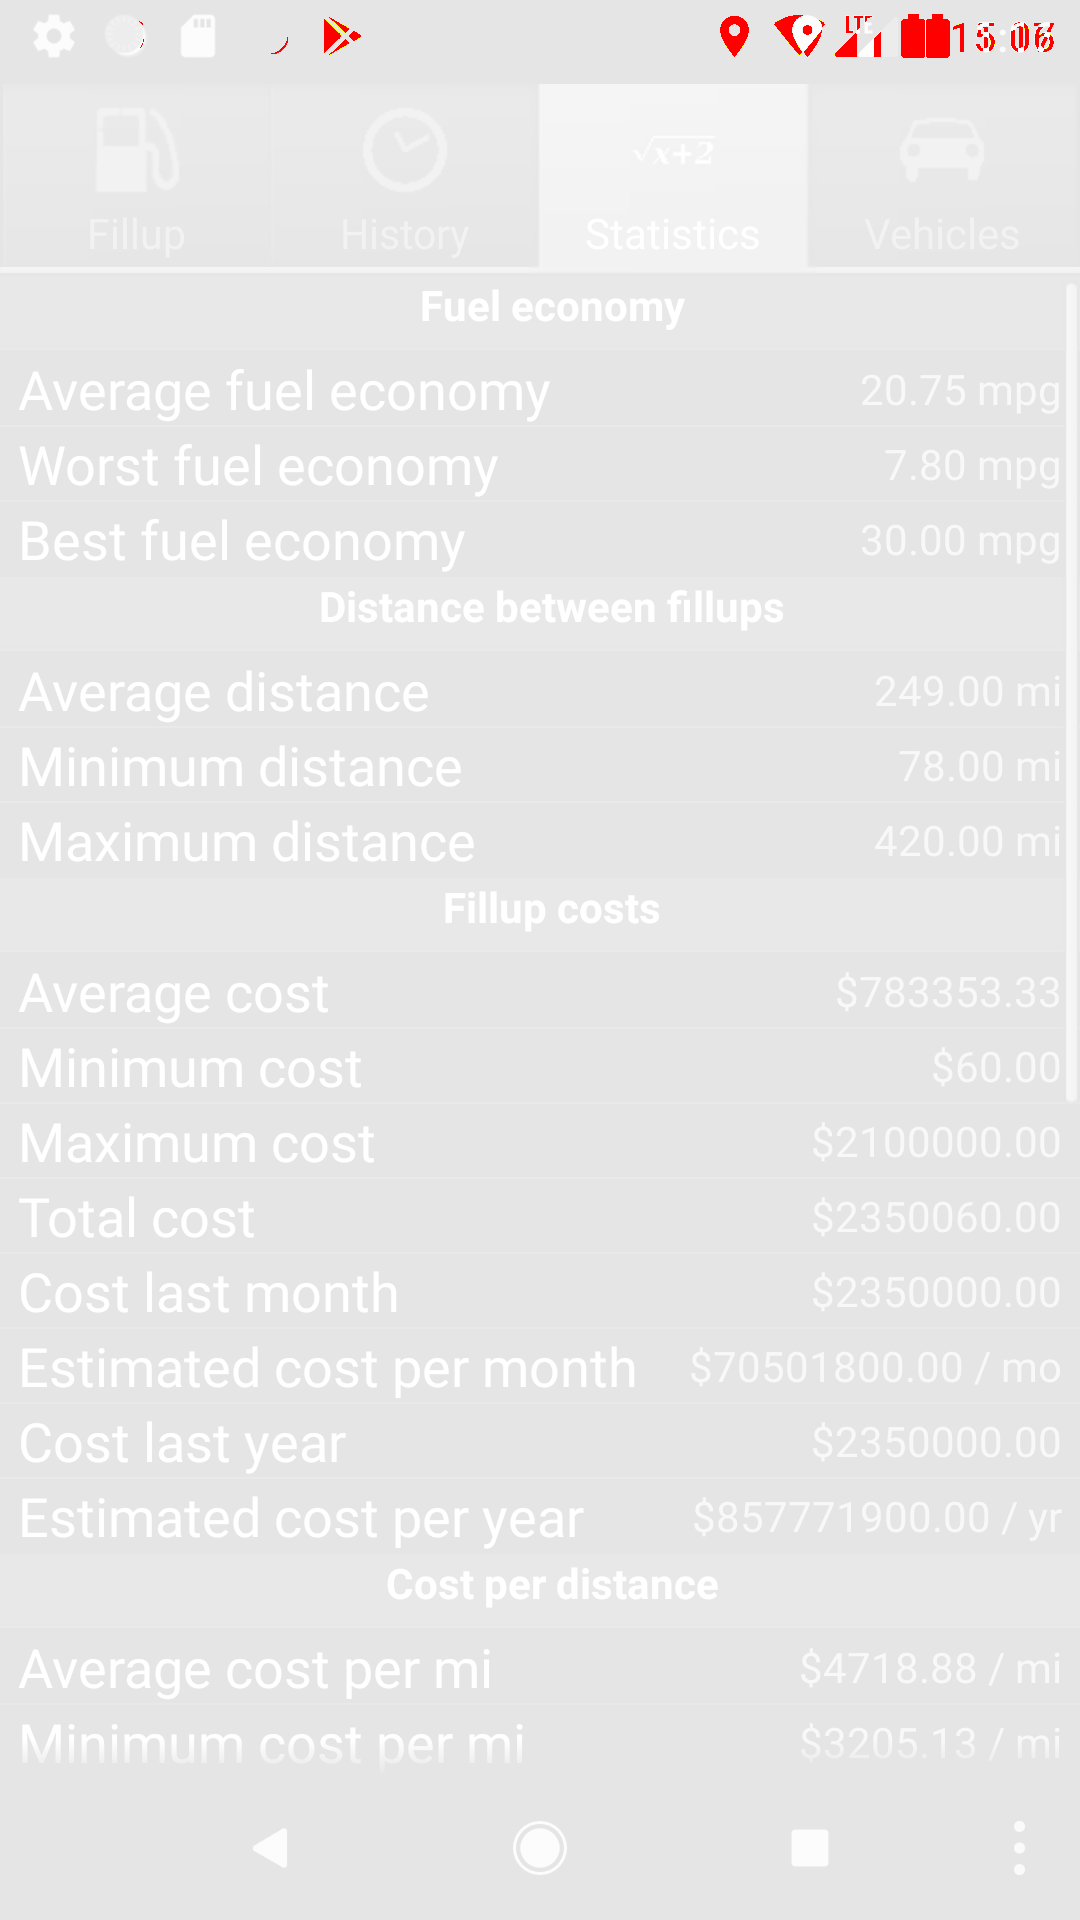 LTE
Fillup
History
√x+2
Statistics
Vehicles
Fuel economy
Average fuel economy 20.75 mpg
Worst fuel economy 7.80 mpg
Best fuel economy 30.00 mpg
Distance between fillups
Average distance 249.00 mi
Minimum distance 78.00 mi
Maximum distance 420.00 mi
Fillup costs
Average cost $783353.33
Minimum cost $60.00
Maximum cost $2100000.00
Total cost $2350060.00
Cost last month $2350000.00
Estimated cost per month $70501800.00 / mo
Cost last year $2350000.00
Estimated cost per year $857771900.00 / yr
Cost per distance
Average cost per mi $4718.88 / mi
Minimum cost per mi $3205.13 / mi